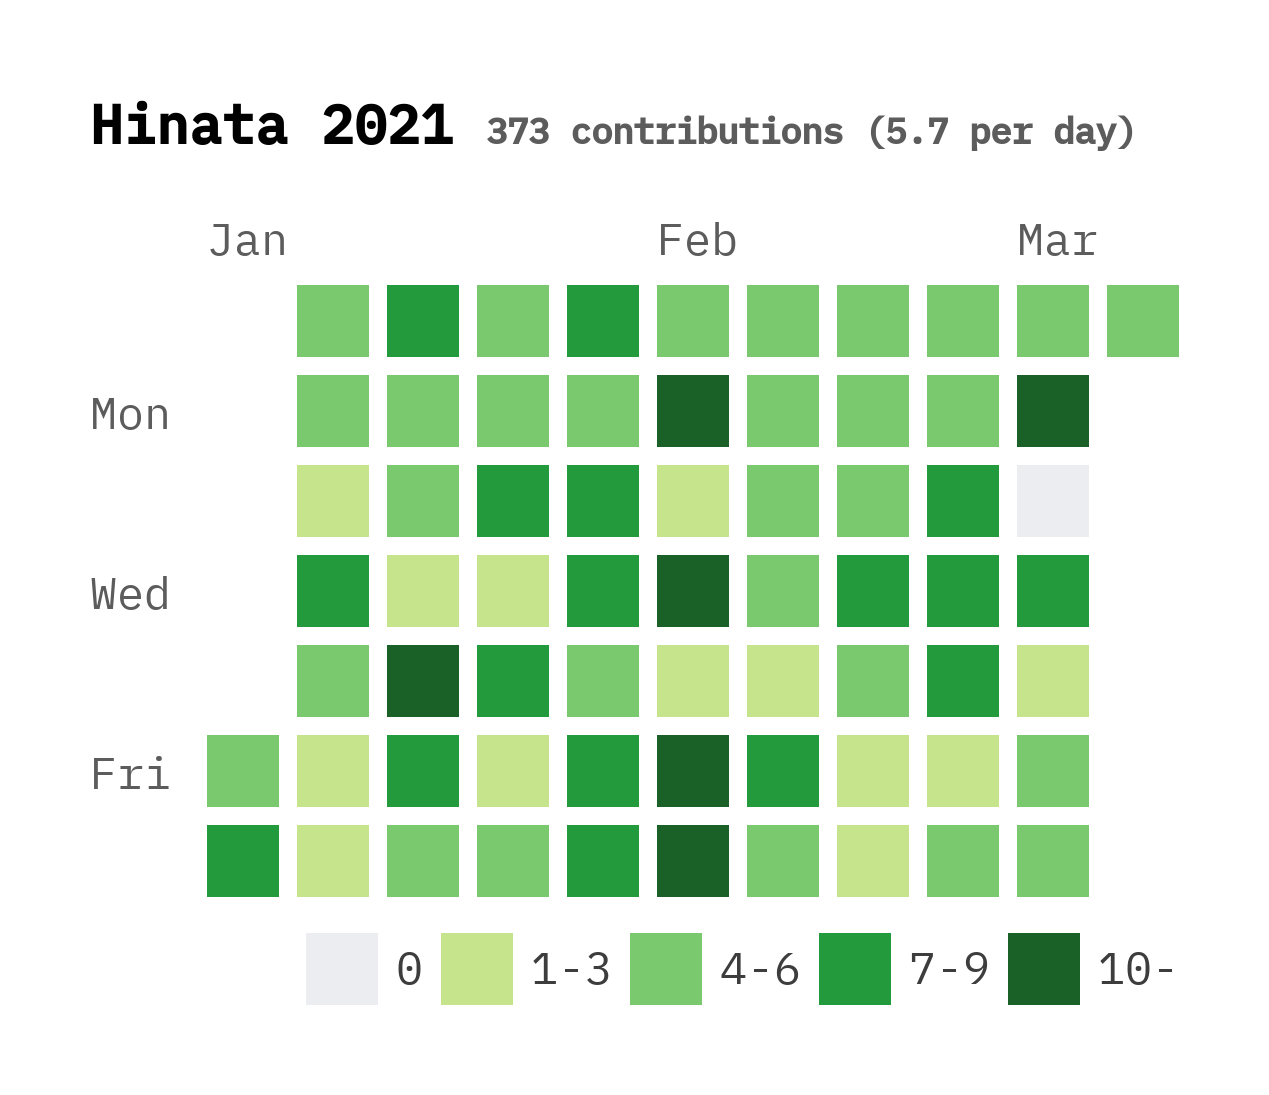 Hinata 2021 373 contributions (5.7 per day)
Jan Feb Mar
Mon
Wed
Fri
0 1-3 4-6 7-9 10-